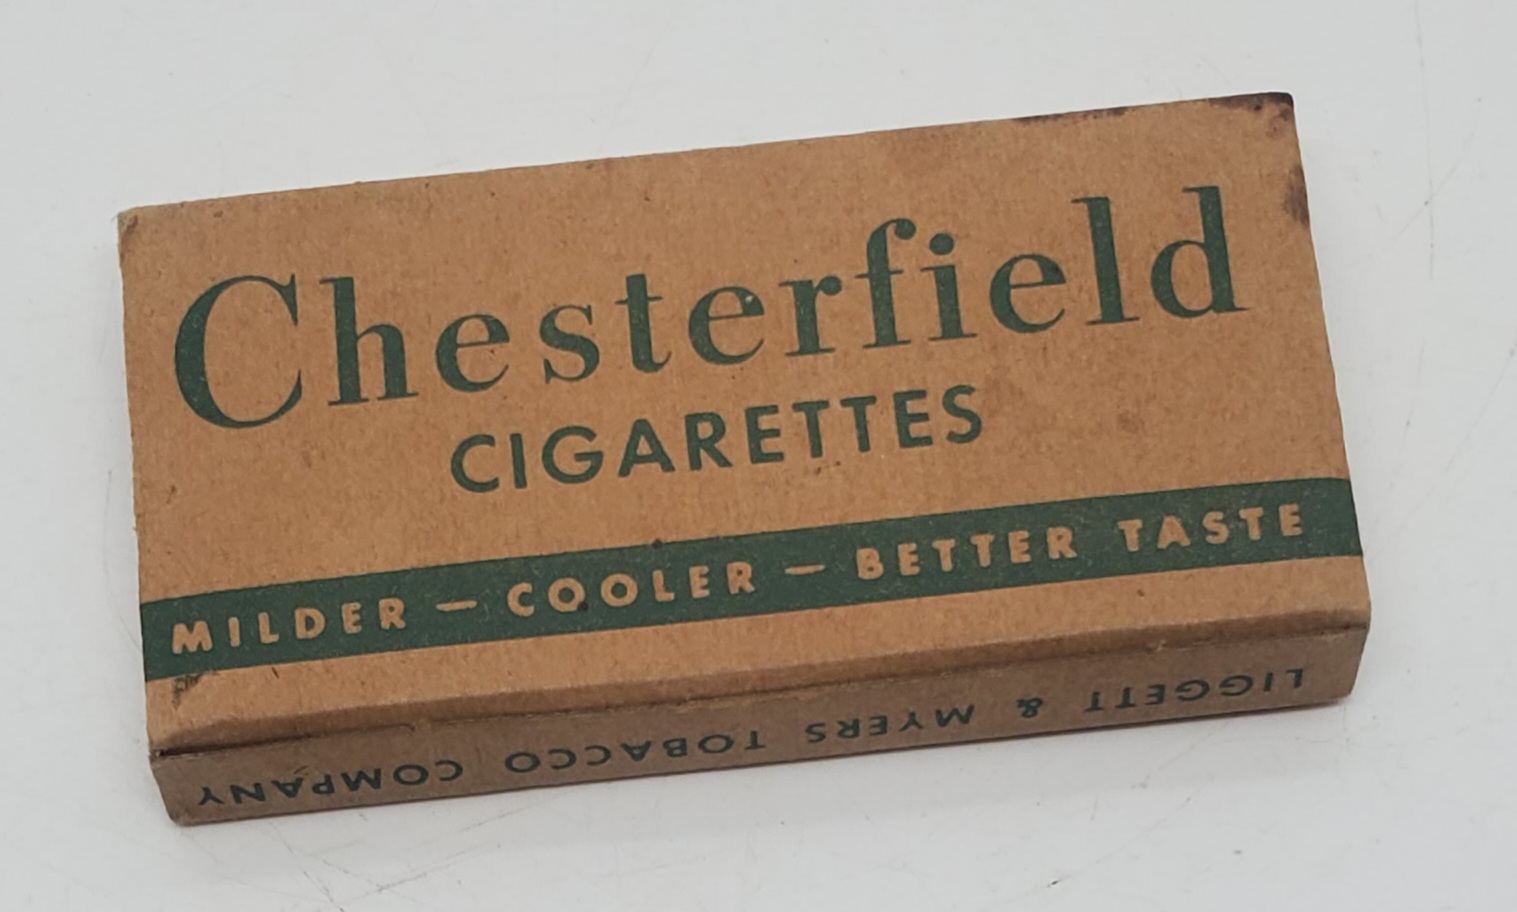 Chesterfield
CIGARETTES
MILDER — COOLER — BETTER TASTE
LIGGETT & MYERS TOBACCO COMPANY